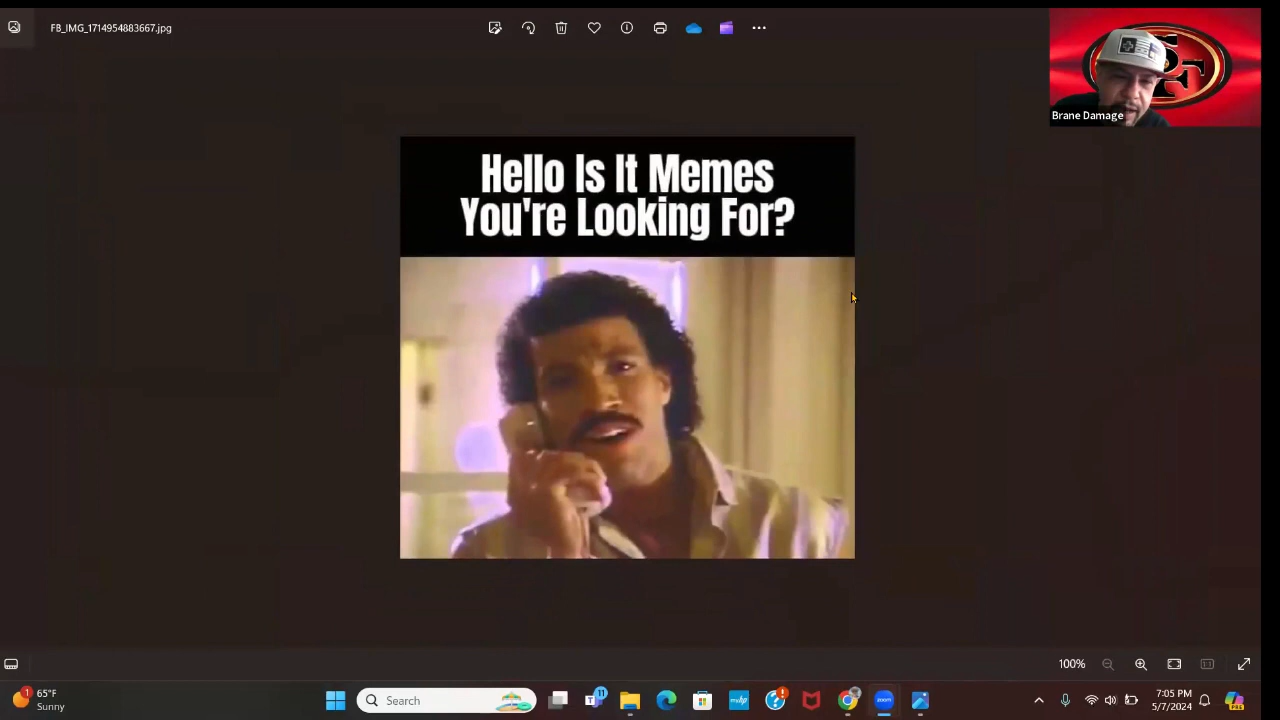 FB_IMG_1714954883667.jpg
Brane Damage
Hello Is It Memes
You're Looking For?
100%
65°F
Sunny
Search
7:05 PM
5/7/2024